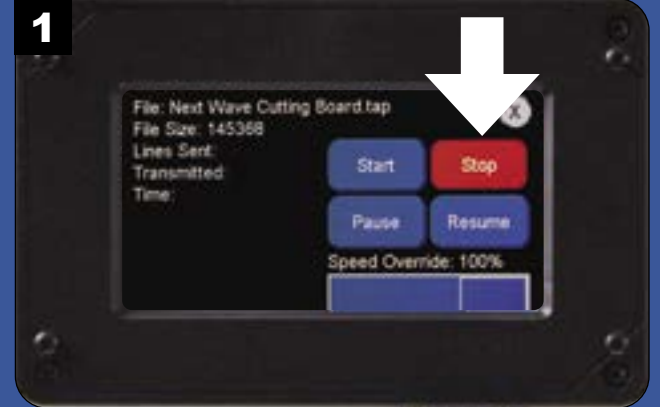 1
File: Next Wave Cutting Board.tap
File Size: 145368
Lines Sent:
Transmitted:
Time:
X
Start
Stop
Pause
Resume
Speed Override: 100%